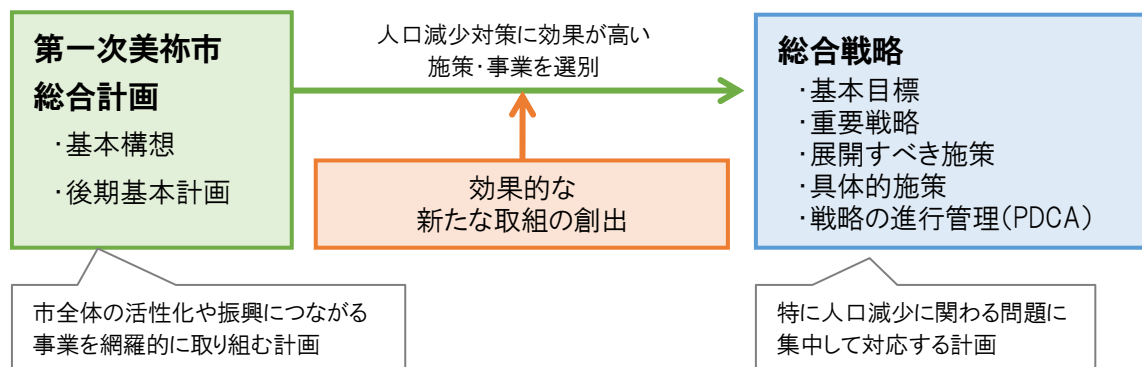 第一次美祢市
総合計画
・基本構想
・後期基本計画
人口減少対策に効果が高い
施策・事業を選別
効果的な
新たな取組の創出
総合戦略
・基本目標
・重要戦略
・展開すべき施策
・具体的施策
・戦略の進行管理(PDCA)
市全体の活性化や振興につながる
事業を網羅的に取り組む計画
特に人口減少に関わる問題に
集中して対応する計画